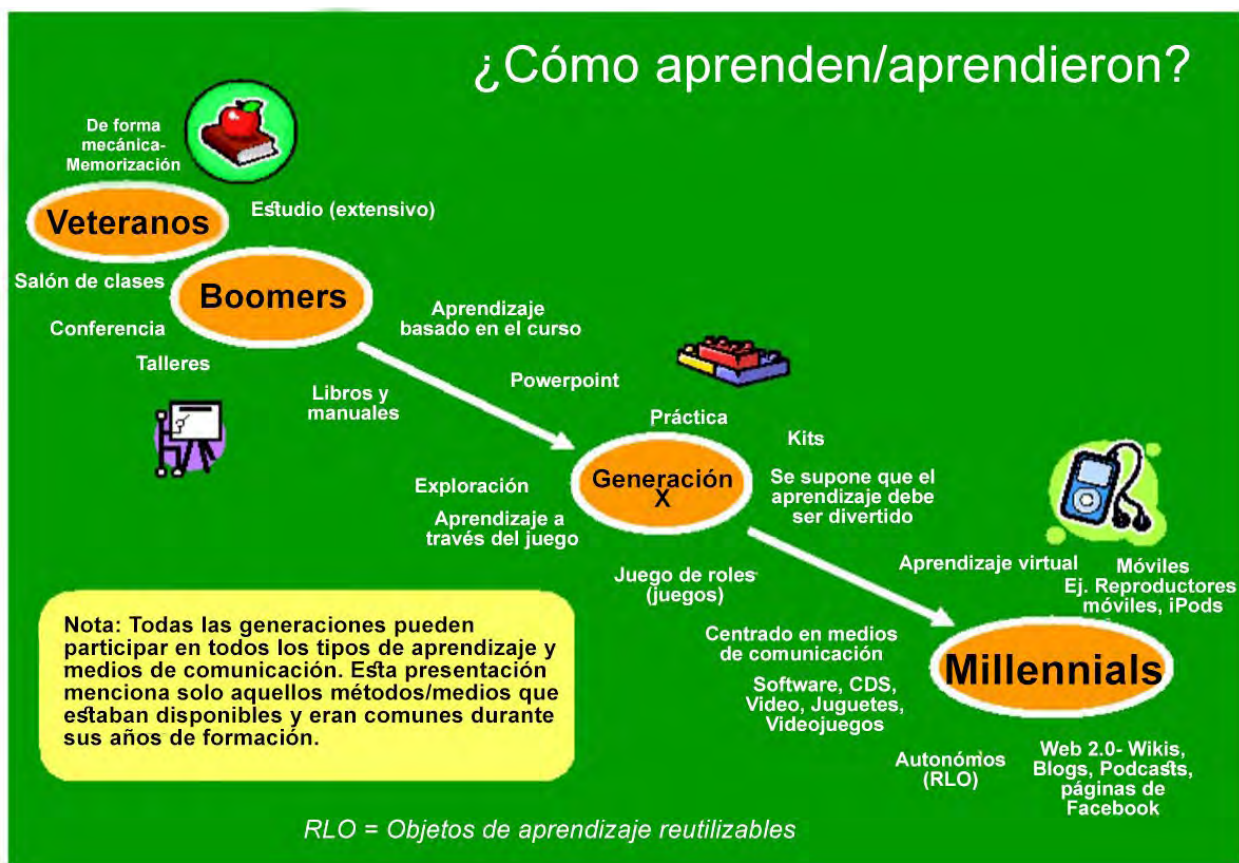 ¿Cómo aprenden/aprendieron?
De forma
mecánica-
Memorización
Veteranos
Estudio (extensivo)
Salón de clases
Boomers
Conferencia
Talleres
Aprendizaje
basado en el curso
Libros y
manuales
Powerpoint
Práctica
Kits
Generación
X
Exploración
Aprendizaje a
través del juego
Se supone que el
aprendizaje debe
ser divertido
Juego de roles
(juegos)
Aprendizaje virtual
Móviles
Ej. Reproductores
móviles, iPods
Centrado en medios
de comunicación
Millennials
Software, CDS,
Video, Juguetes,
Videojuegos
Autonómos
(RLO)
Web 2.0- Wikis,
Blogs, Podcasts,
páginas de
Facebook
Nota: Todas las generaciones pueden
participar en todos los tipos de aprendizaje y
medios de comunicación. Esta presentación
menciona solo aquellos métodos/medios que
estaban disponibles y eran comunes durante
sus años de formación.
RLO = Objetos de aprendizaje reutilizables